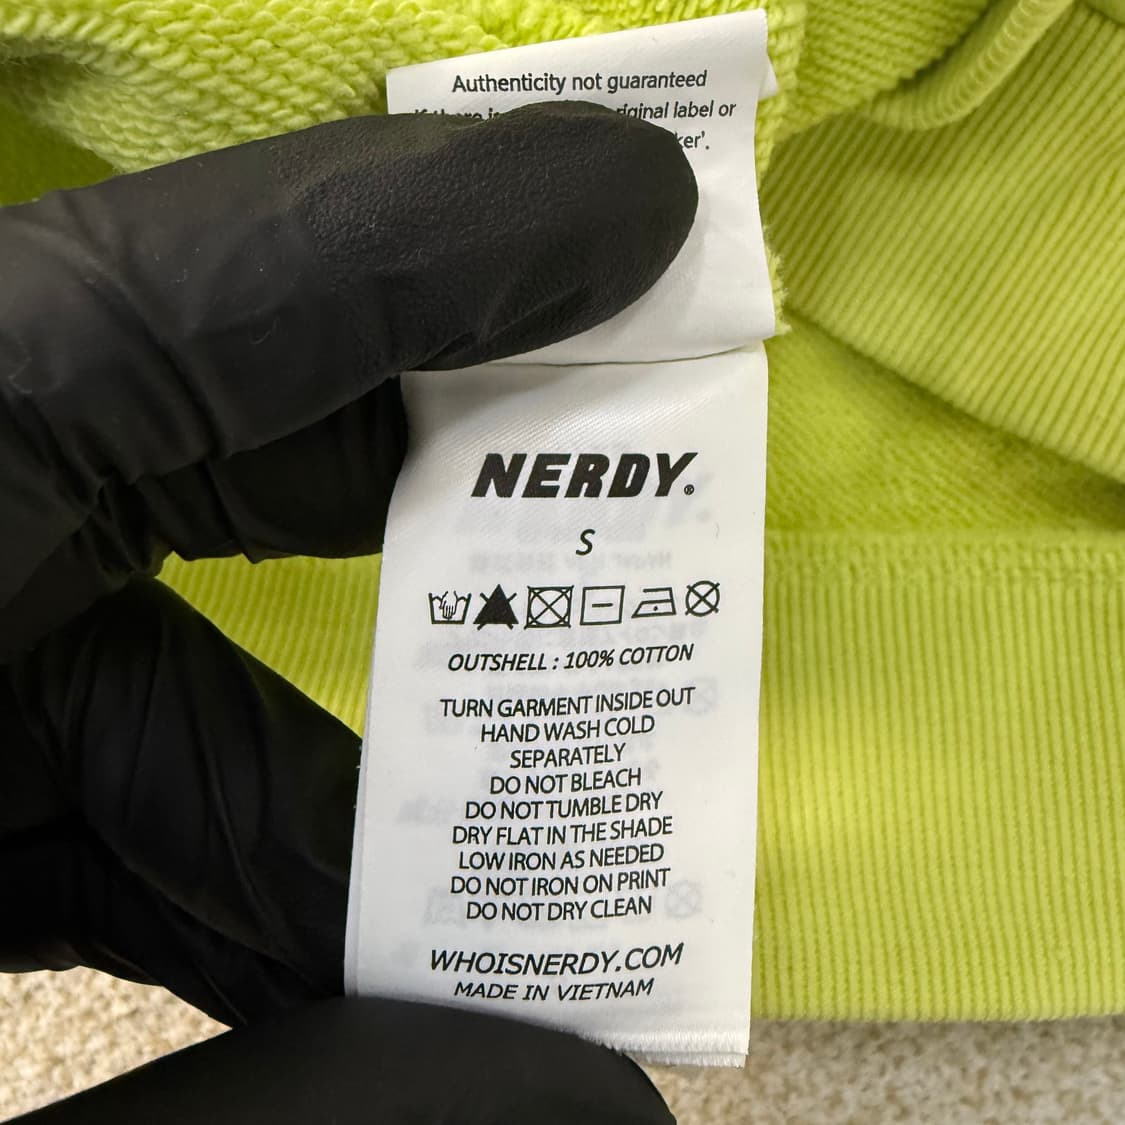 Authenticity not guaranteed
label or
NERDY®
S
OUTSHELL : 100% COTTON
TURN GARMENT INSIDE OUT
HAND WASH COLD
SEPARATELY
DO NOT BLEACH
DO NOT TUMBLE DRY
DRY FLAT IN THE SHADE
LOW IRON AS NEEDED
DO NOT IRON ON PRINT
DO NOT DRY CLEAN
WHOISNERDY.COM
MADE IN VIETNAM